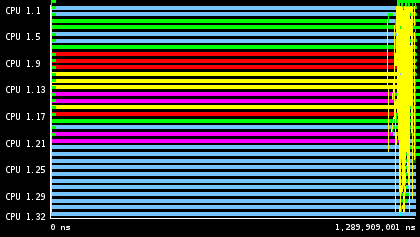 CPU 1.1
CPU 1.5
CPU 1.9
CPU 1.13
CPU 1.17
CPU 1.21
CPU 1.25
CPU 1.29
CPU 1.32
0 ns 1,289,909,001 ns